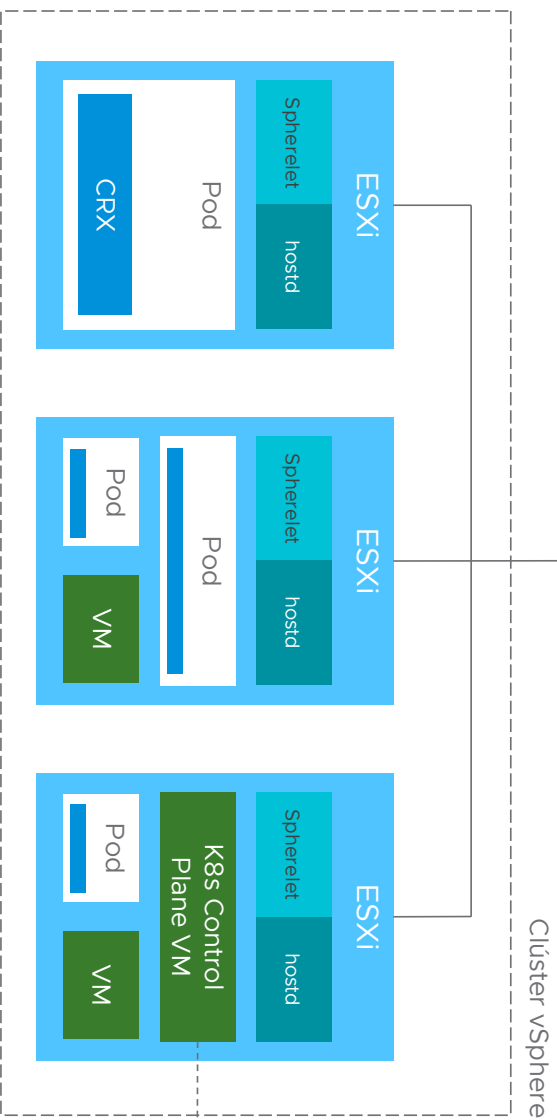 Clúster vSphere
ESXi
Spherelet
hostd
Pod
CRX
ESXi
Spherelet
hostd
Pod
Pod
VM
ESXi
Spherelet
hostd
K8s Control
Plane VM
Pod
VM